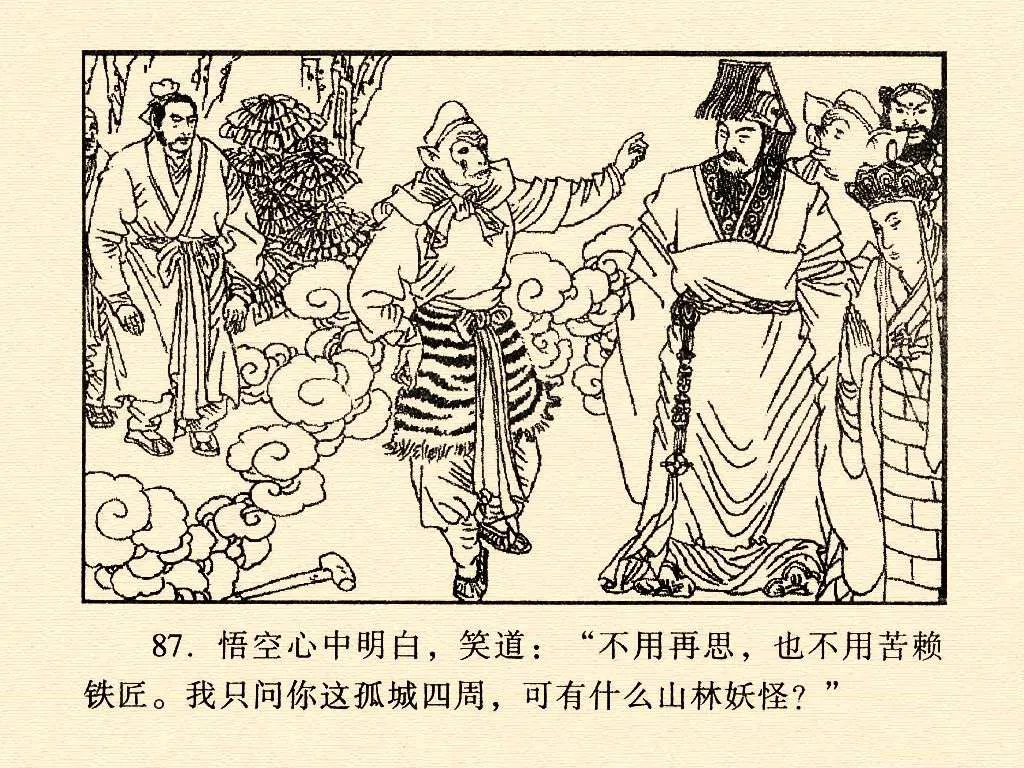 87. 悟空心中明白，笑道：“不用再思，也不用苦赖
铁匠。我只问你这孤城四周，可有什么山林妖怪？”